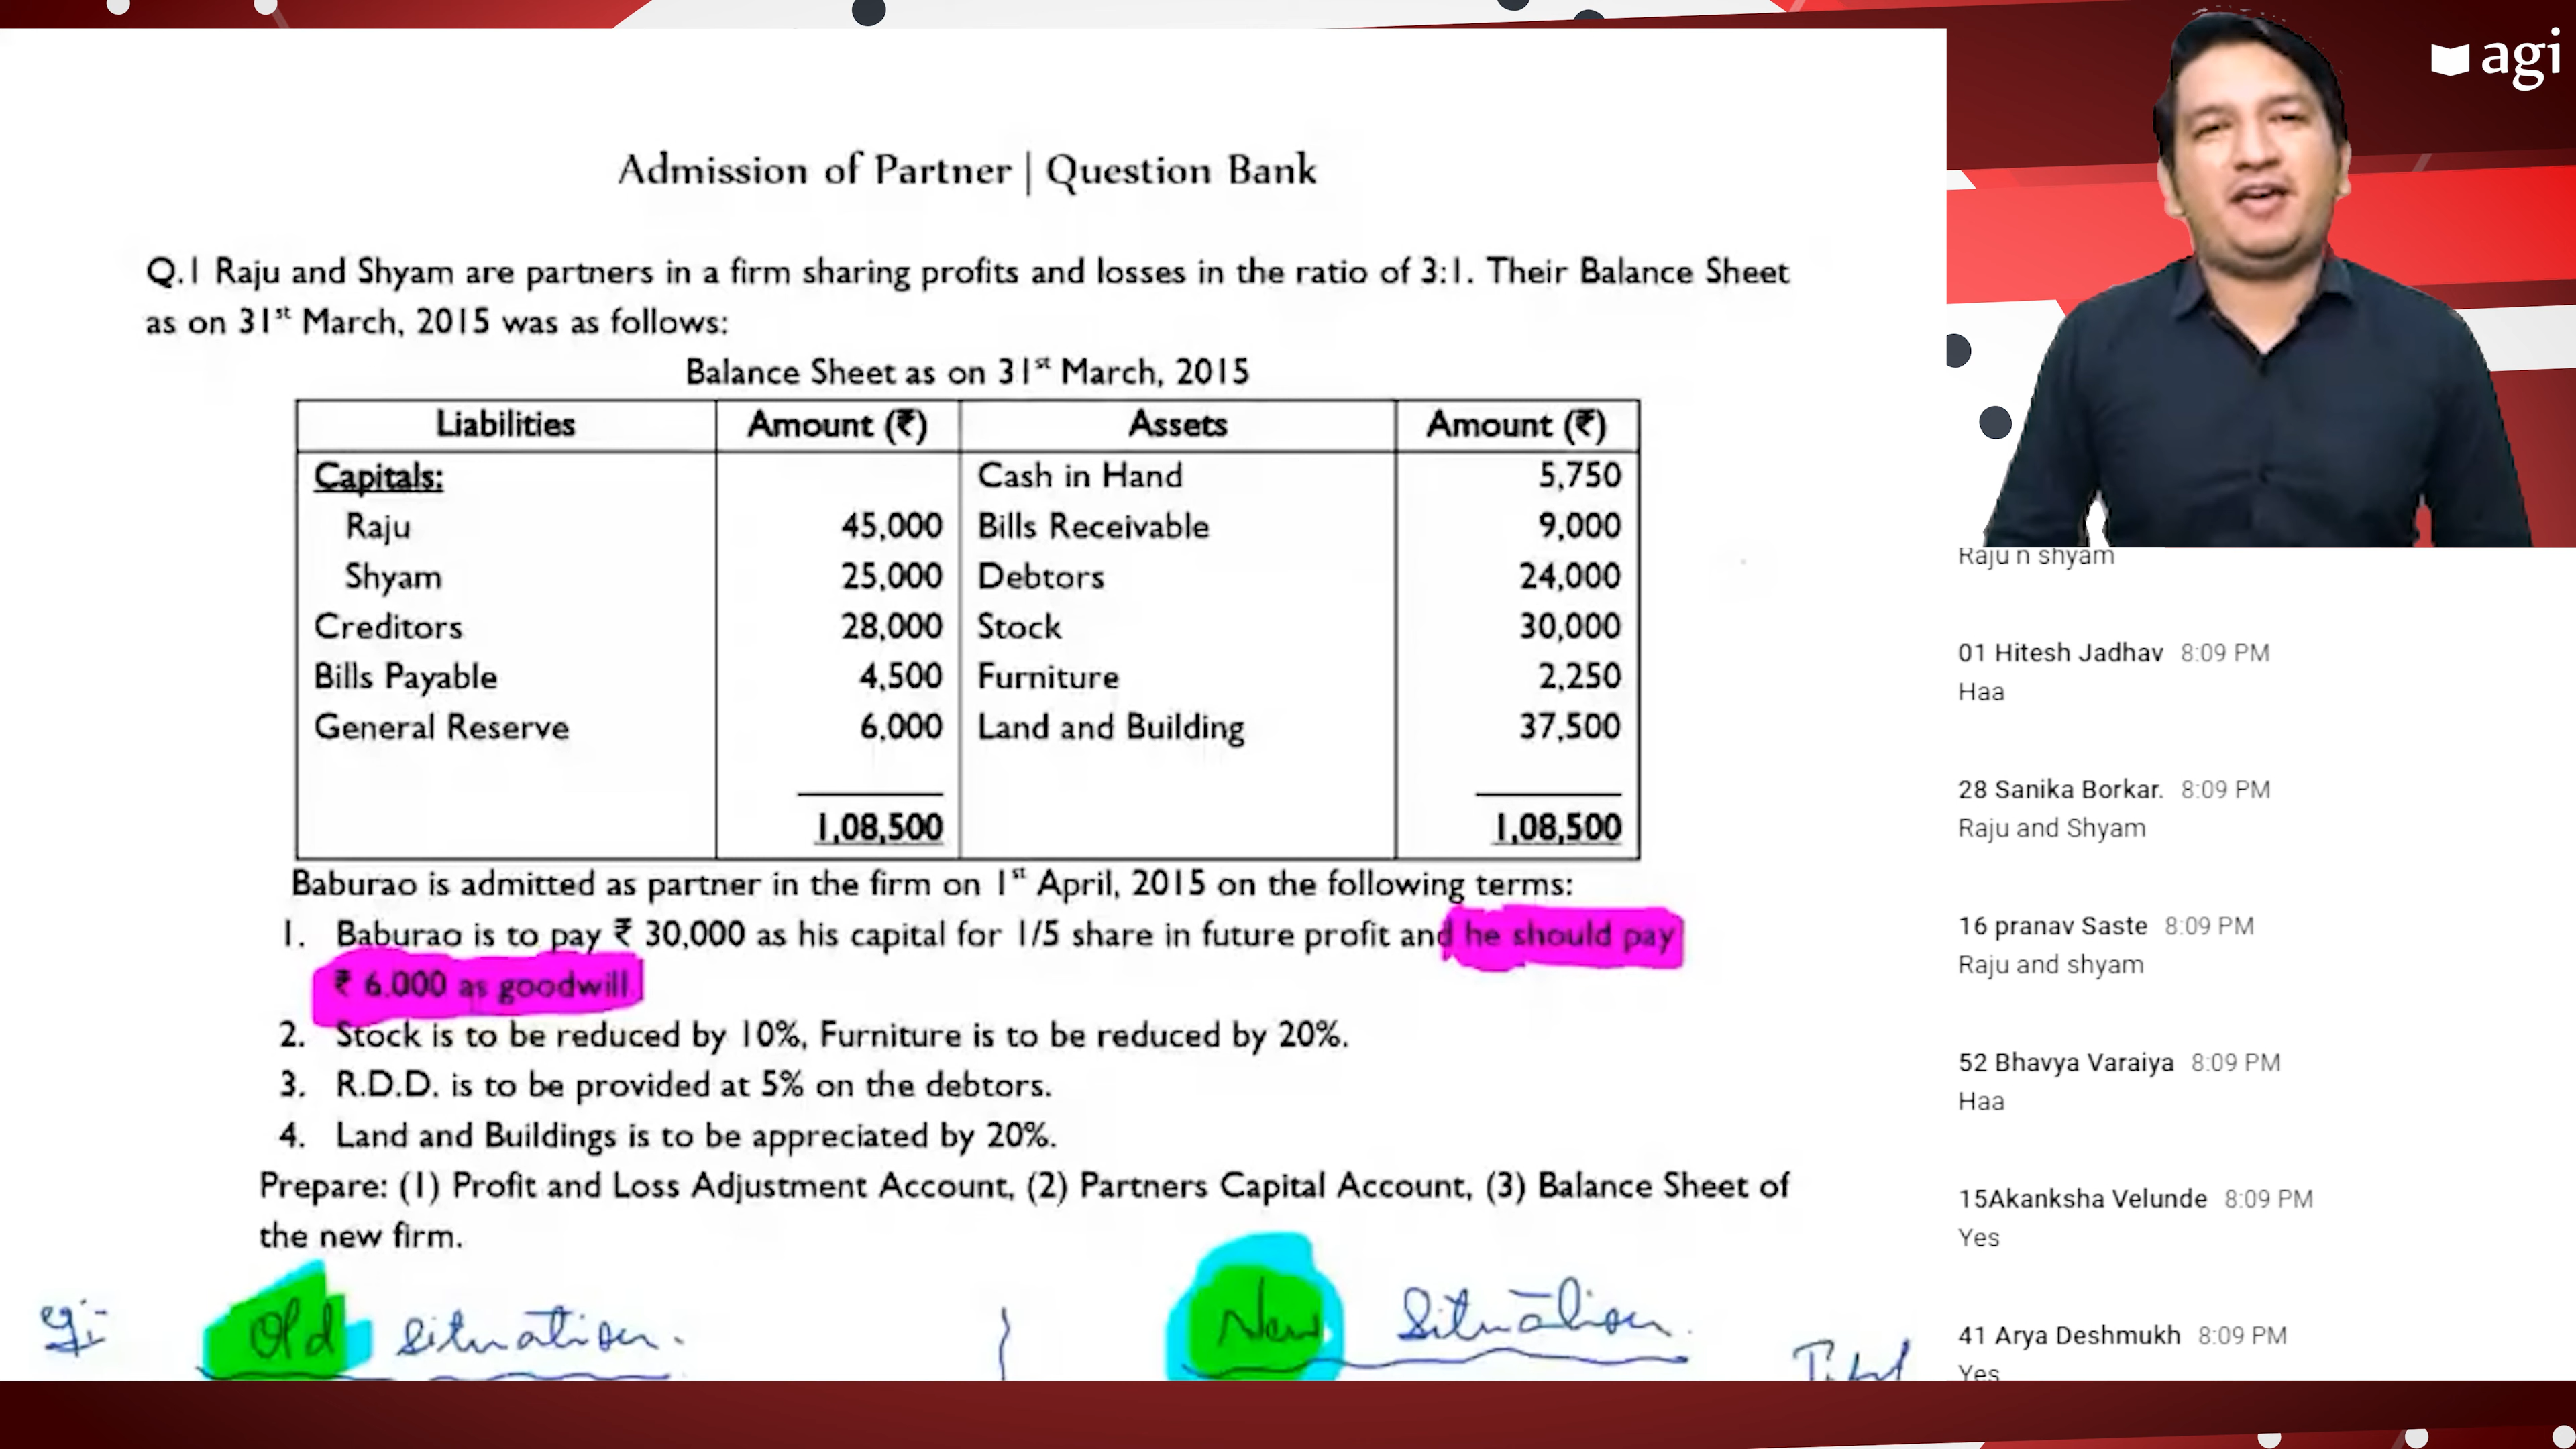 agi
Admission of Partner | Question Bank
Q.1 Raju and Shyam are partners in a firm sharing profits and losses in the ratio of 3:1. Their Balance Sheet
as on 31st March, 2015 was as follows:
Balance Sheet as on 31st March, 2015
Liabilities Amount (₹) Assets Amount (₹)
Capitals: Cash in Hand 5,750
Raju 45,000 Bills Receivable 9,000
Shyam 25,000 Debtors 24,000
Creditors 28,000 Stock 30,000
Bills Payable 4,500 Furniture 2,250
General Reserve 6,000 Land and Building 37,500
1,08,500 1,08,500
Baburao is admitted as partner in the firm on 1st April, 2015 on the following terms:
1. Baburao is to pay ₹ 30,000 as his capital for 1/5 share in future profit and he should pay
₹ 6.000 as goodwill.
2. Stock is to be reduced by 10%, Furniture is to be reduced by 20%.
3. R.D.D. is to be provided at 5% on the debtors.
4. Land and Buildings is to be appreciated by 20%.
Prepare: (1) Profit and Loss Adjustment Account, (2) Partners Capital Account, (3) Balance Sheet of
the new firm.
eg:- Old situation. New Situation.
Raju n shyam
01 Hitesh Jadhav 8:09 PM
Haa
28 Sanika Borkar. 8:09 PM
Raju and Shyam
16 pranav Saste 8:09 PM
Raju and shyam
52 Bhavya Varaiya 8:09 PM
Haa
15Akanksha Velunde 8:09 PM
Yes
41 Arya Deshmukh 8:09 PM
Yes